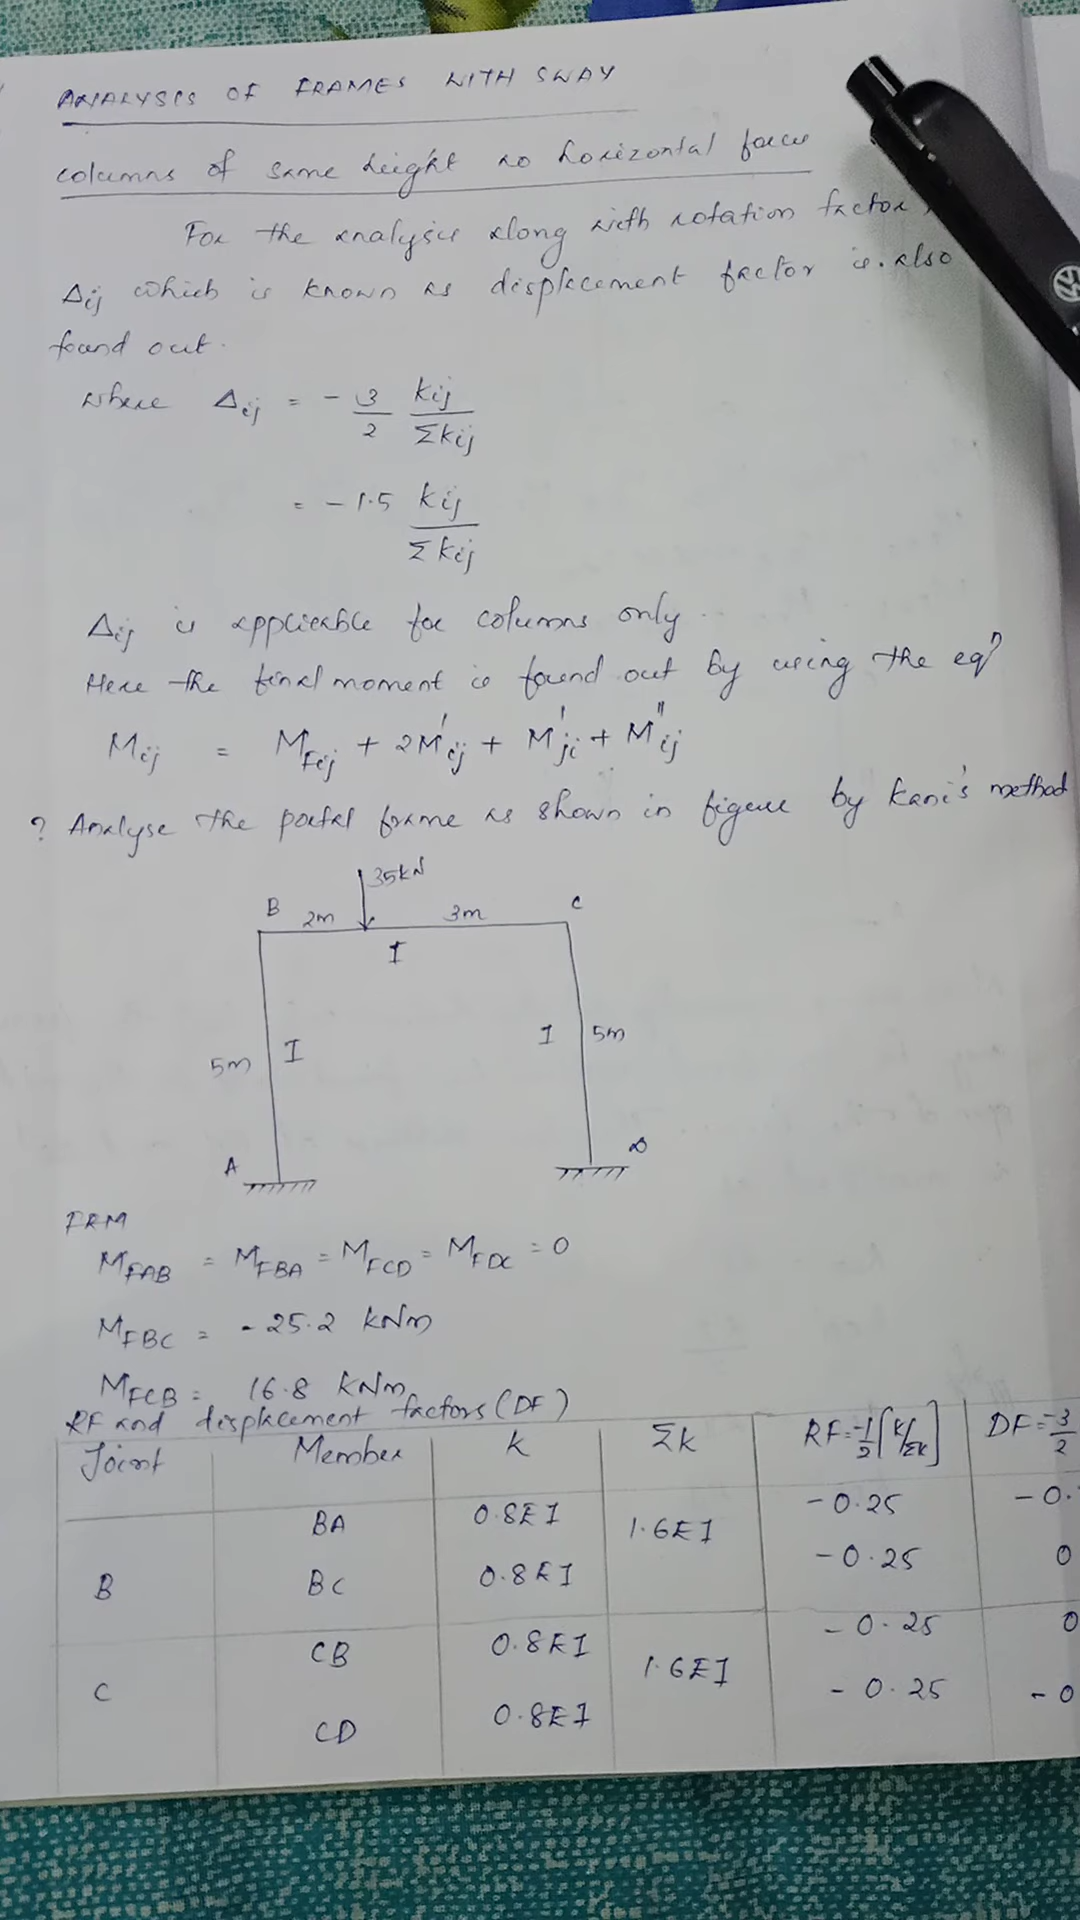 ANALYSIS OF FRAMES WITH SWAY
columns of same height no horizontal force
For the analysis along with rotation factor,
Δij which is known as displacement factor is also
found out.
where Δij = -3/2 kij/Σkij
= -1.5 kij/Σkij
Δij is applicable for columns only.
Here the final moment is found out by using the eqn
Mij = MFij + 2M'ij + M'ji + M''ij
? Analyse the portal frame as shown in figure by Kani's method
35kN
B 2m 3m C
I
5m I I 5m
A D
FEM
MFAB = MFBA = MFCD = MFDC = 0
MFBC = -25.2 kNm
MFCB = 16.8 kNm
RF and displacement factors (DF)
Joint Member k Σk RF=-1/2[k/Σk] DF=-3/2
BA 0.8EI 1.6EI -0.25 -0.
B BC 0.8EI -0.25 0
CB 0.8EI 1.6EI -0.25 0
C CD 0.8EI -0.25 -0